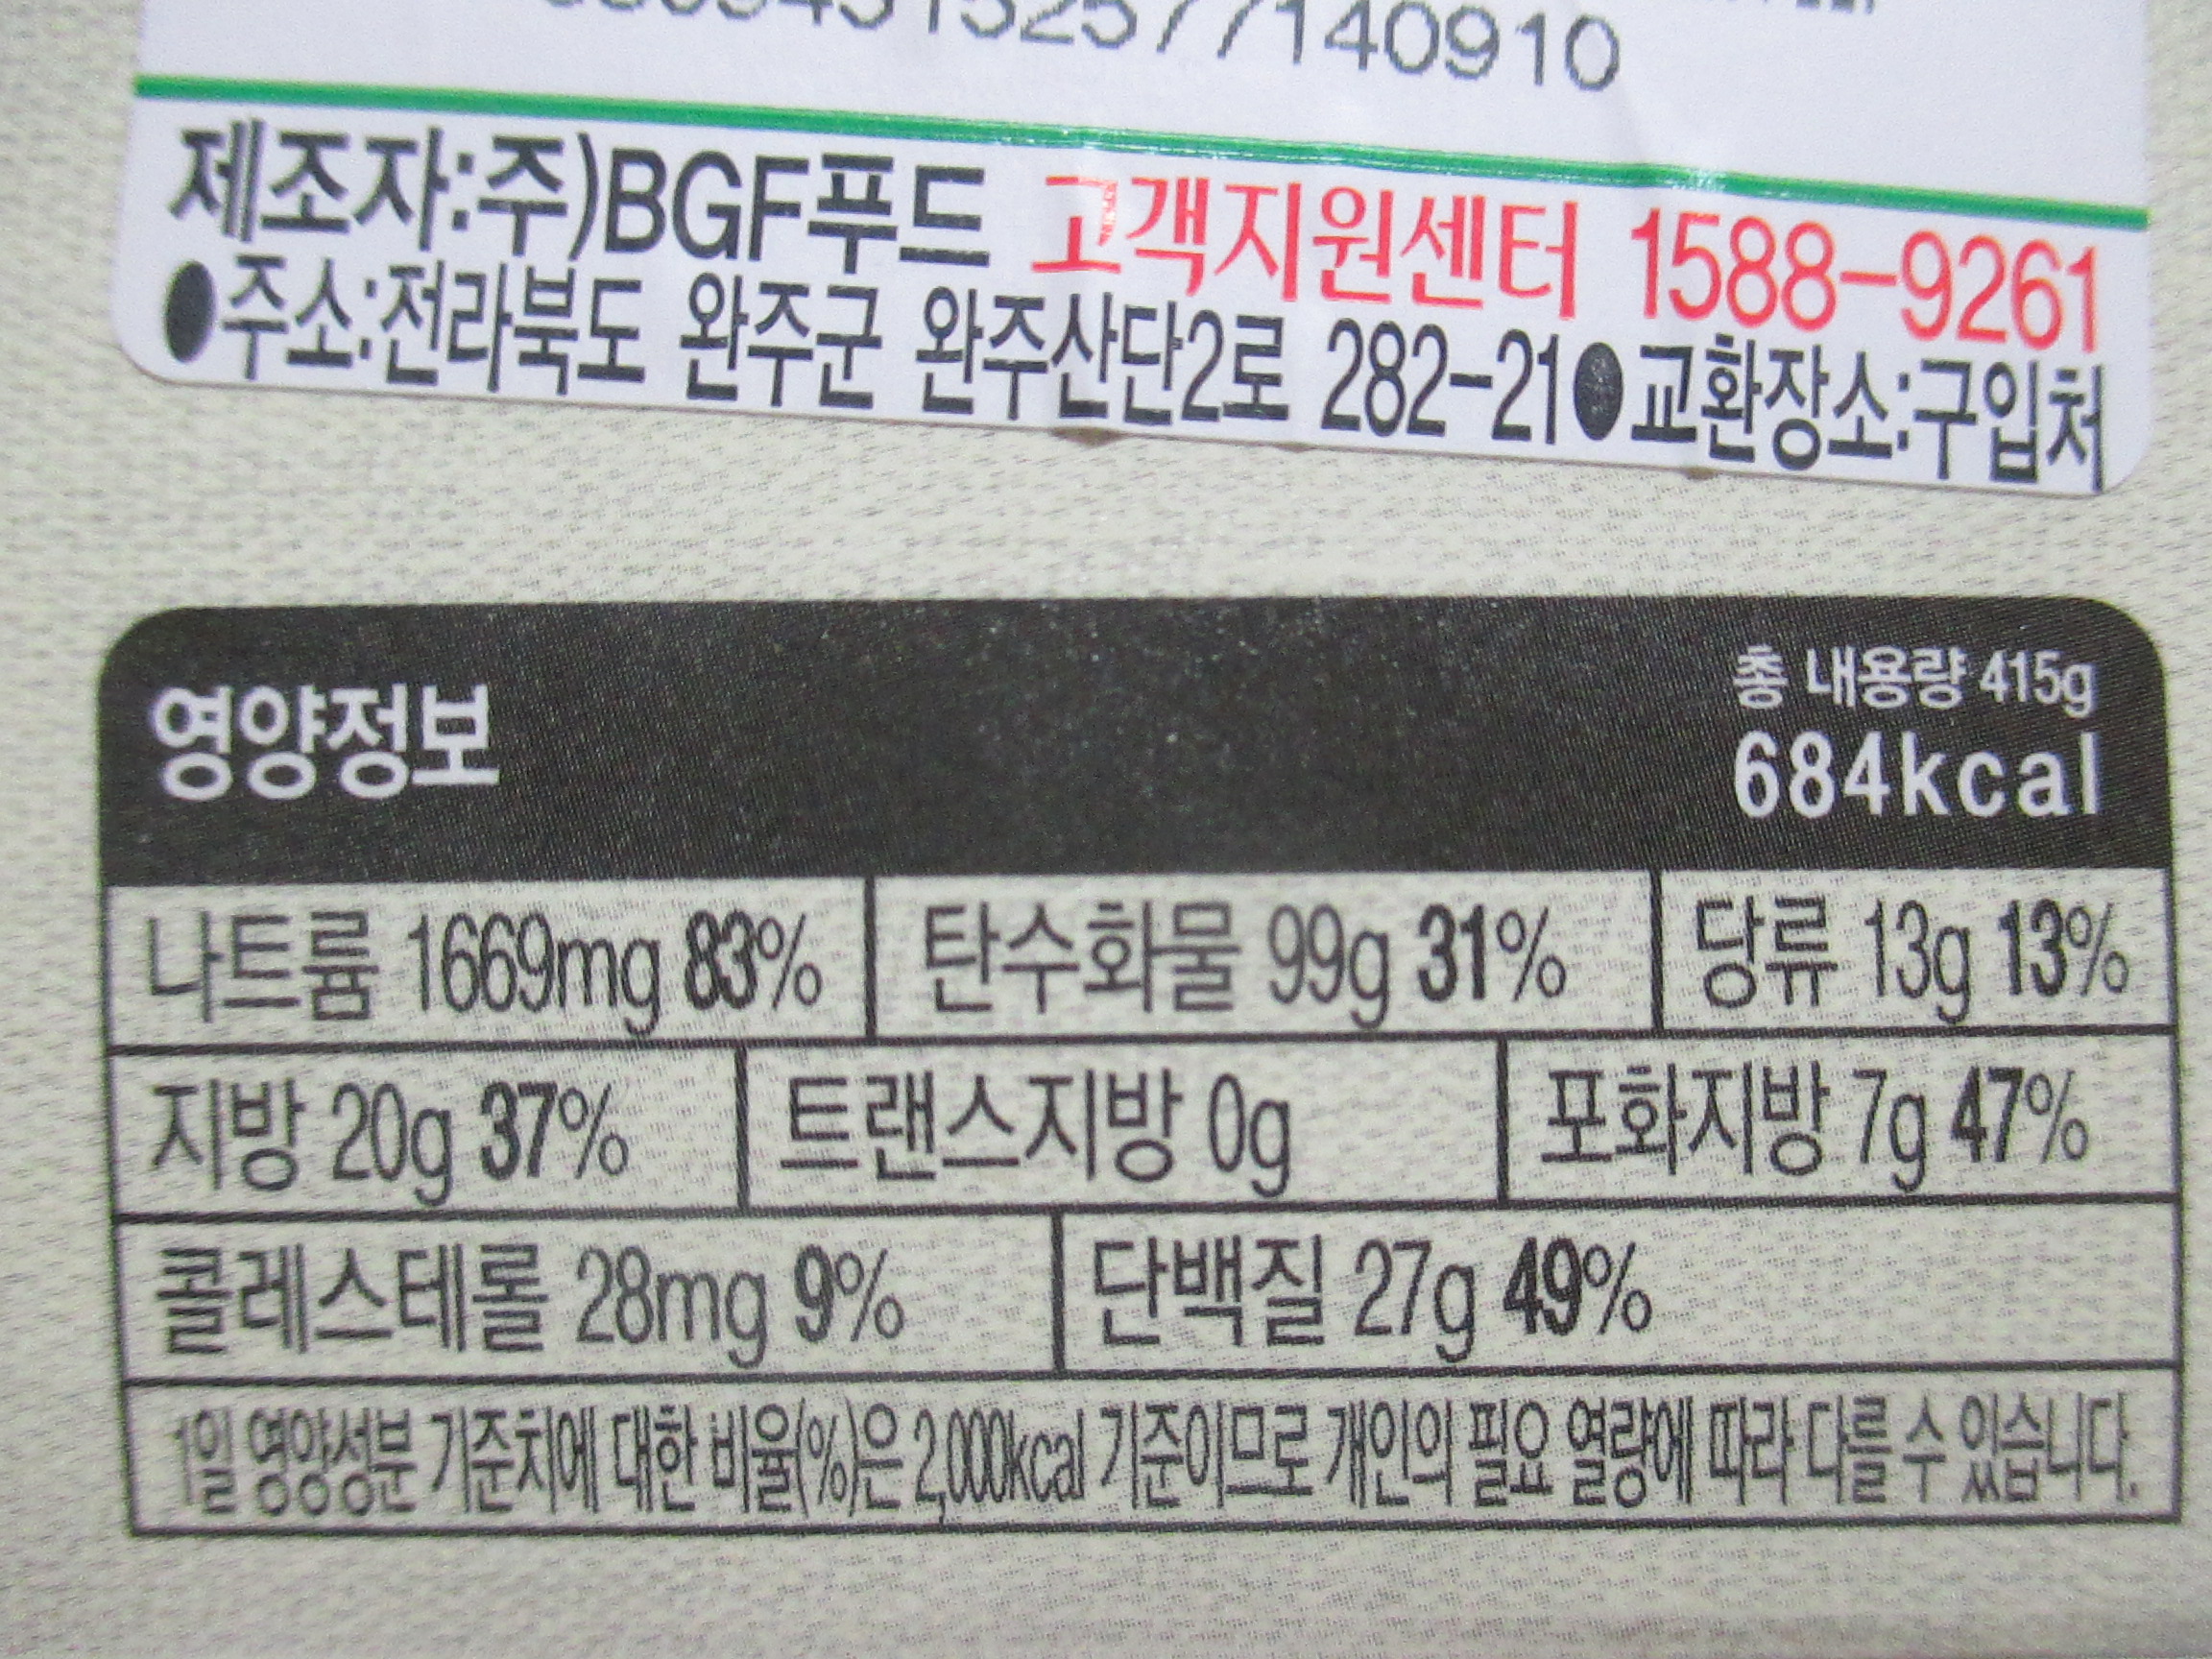 577140910
제조자:주)BGF푸드 고객지원센터 1588-9261
●주소:전라북도 완주군 완주산단2로 282-21●교환장소:구입처
영양정보
총 내용량 415g
684kcal
나트륨 1669mg 83% 탄수화물 99g 31% 당류 13g 13%
지방 20g 37% 트랜스지방 0g 포화지방 7g 47%
콜레스테롤 28mg 9% 단백질 27g 49%
1일 영양성분 기준치에 대한 비율(%)은 2,000kcal 기준이므로 개인의 필요 열량에 따라 다를 수 있습니다.